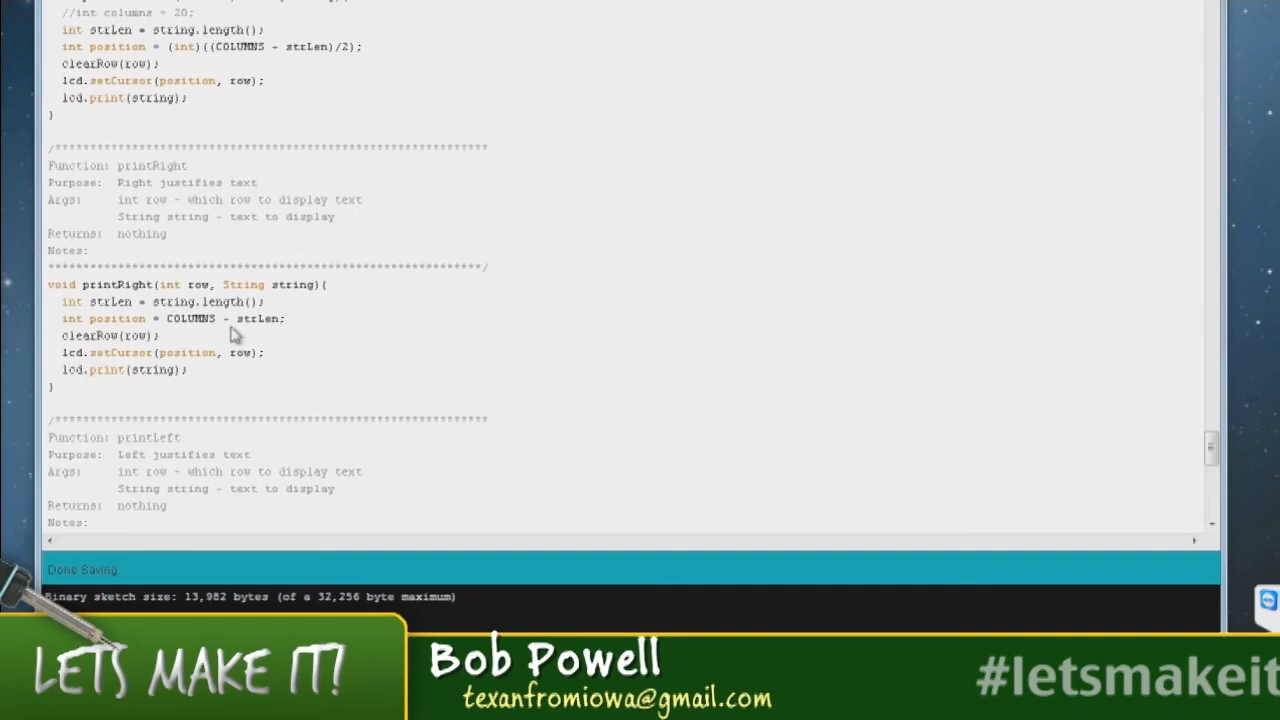 //int columns = 20;
int strLen = string.length();
int position = (int)((COLUMNS - strLen)/2);
clearRow(row);
lcd.setCursor(position, row);
lcd.print(string);
}
/**************************************************************
Function: printRight
Purpose: Right justifies text
Args: int row - which row to display text
String string - text to display
Returns: nothing
Notes:
**************************************************************/
void printRight(int row, String string){
int strLen = string.length();
int position = COLUMNS - strLen;
clearRow(row);
lcd.setCursor(position, row);
lcd.print(string);
}
/**************************************************************
Function: printLeft
Purpose: Left justifies text
Args: int row - which row to display text
String string - text to display
Returns: nothing
Notes:
Done Saving.
Binary sketch size: 13,982 bytes (of a 32,256 byte maximum)
LETS MAKE IT!
Bob Powell
texanfromiowa@gmail.com
#letsmakeit